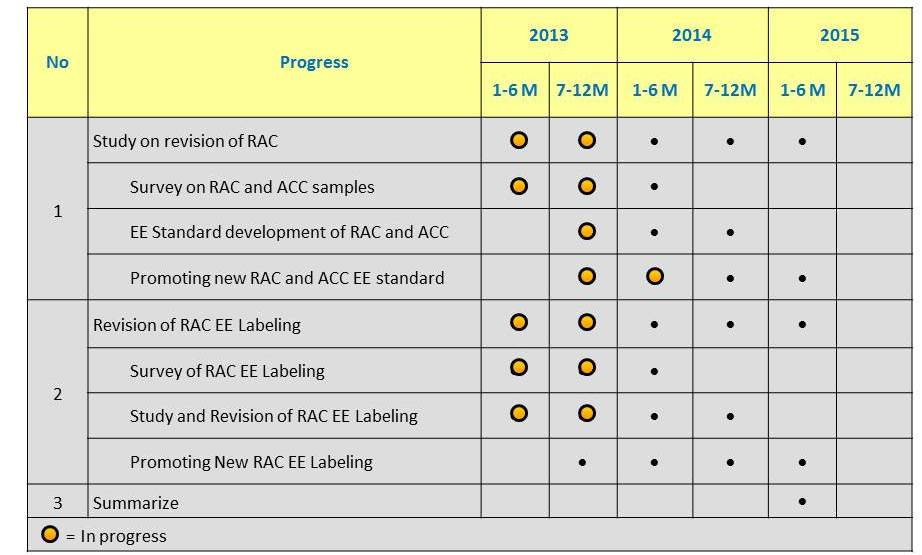 No Progress 2013 2014 2015
1-6 M 7-12M 1-6 M 7-12M 1-6 M 7-12M
1
Study on revision of RAC • • •
Survey on RAC and ACC samples •
EE Standard development of RAC and ACC • •
Promoting new RAC and ACC EE standard • •
2
Revision of RAC EE Labeling • • •
Survey of RAC EE Labeling •
Study and Revision of RAC EE Labeling • •
Promoting New RAC EE Labeling • • • •
3 Summarize •
= In progress